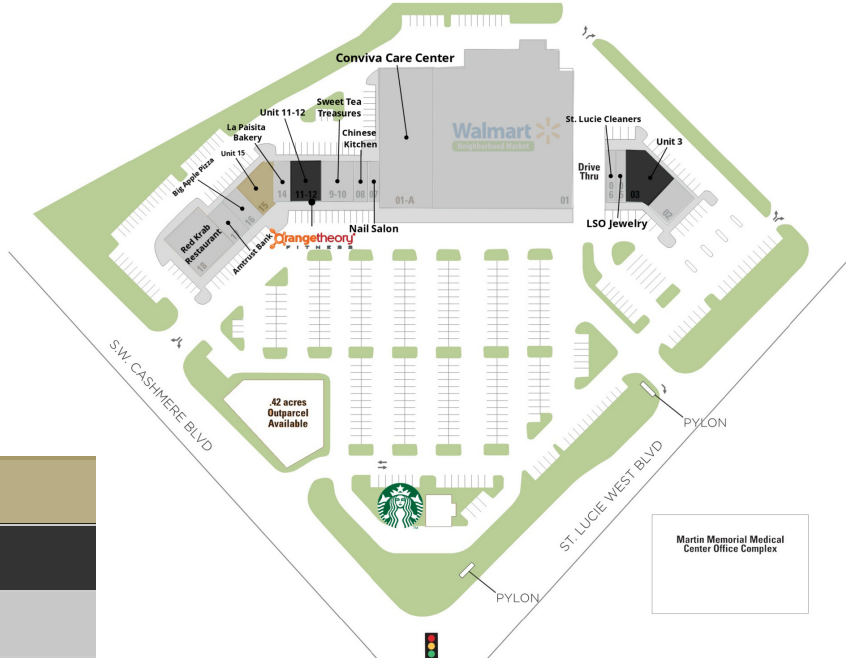 Conviva Care Center
Sweet Tea
Treasures
Unit 11-12
La Paisita
Bakery
Chinese
Kitchen
Unit 15
Big Apple Pizza
Walmart
Neighborhood Market
St. Lucie Cleaners
Unit 3
Drive
Thru
14
11-12
9-10
08
07
01-A
01
0
6
03
02
15
16
18
Red Krab
Restaurant
Amtrust Bank
Orangetheory
FITNESS
Nail Salon
LSO Jewelry
S.W. CASHMERE BLVD
.42 acres
Outparcel
Available
PYLON
ST. LUCIE WEST BLVD
Martin Memorial Medical
Center Office Complex
PYLON